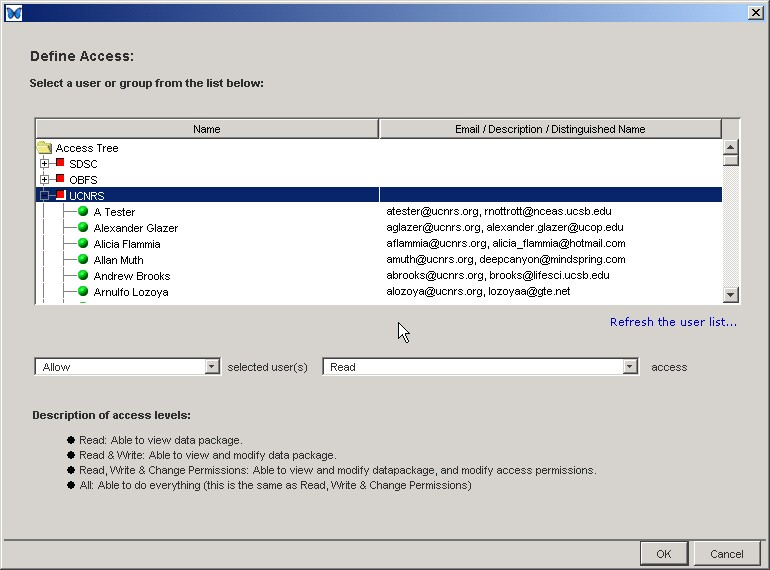 Define Access:
Select a user or group from the list below:
Name Email / Description / Distinguished Name
Access Tree
SDSC
OBFS
UCNRS
A Tester atester@ucnrs.org, rnottrott@nceas.ucsb.edu
Alexander Glazer aglazer@ucnrs.org, alexander.glazer@ucop.edu
Alicia Flammia aflammia@ucnrs.org, alicia_flammia@hotmail.com
Allan Muth amuth@ucnrs.org, deepcanyon@mindspring.com
Andrew Brooks abrooks@ucnrs.org, brooks@lifesci.ucsb.edu
Arnulfo Lozoya alozoya@ucnrs.org, lozoyaa@gte.net
Refresh the user list...
Allow selected user(s) Read access
Description of access levels:
Read: Able to view data package.
Read & Write: Able to view and modify data package.
Read, Write & Change Permissions: Able to view and modify datapackage, and modify access permissions.
All: Able to do everything (this is the same as Read, Write & Change Permissions)
OK Cancel